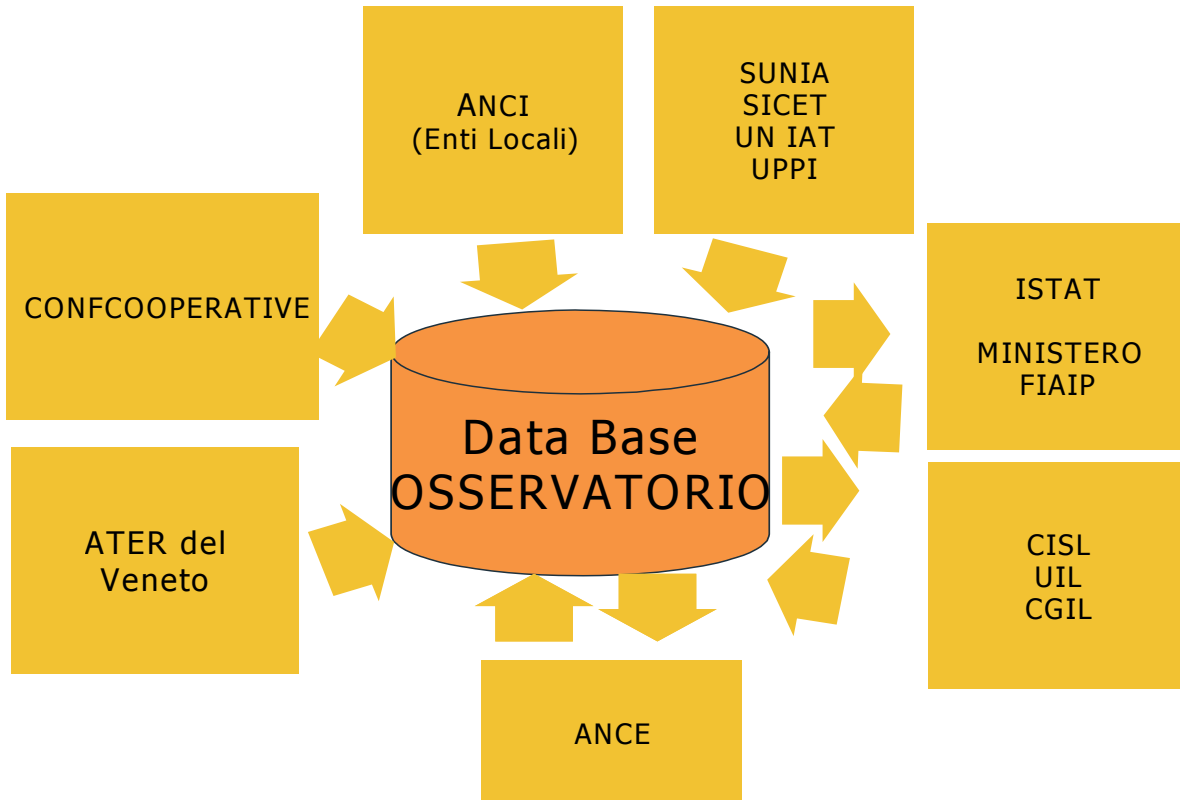 ANCI
(Enti Locali)
SUNIA
SICET
UN IAT
UPPI
CONFCOOPERATIVE
ISTAT
MINISTERO
FIAIP
Data Base
OSSERVATORIO
ATER del
Veneto
CISL
UIL
CGIL
ANCE